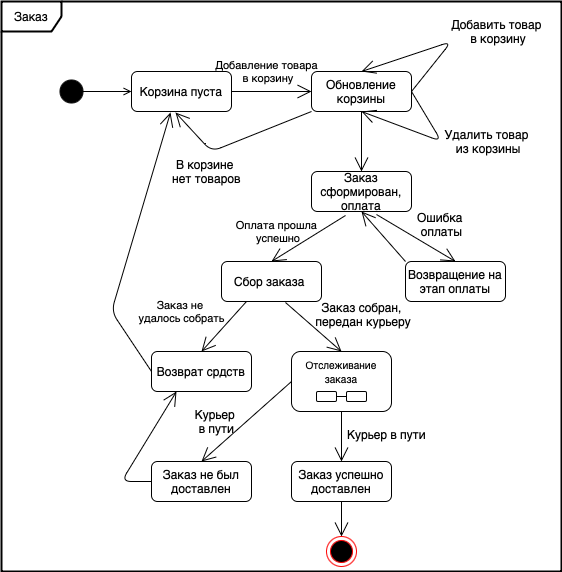 Заказ
Добавить товар
в корзину
Добавление товара
в корзину
Корзина пуста
Обновление
корзины
Удалить товар
из корзины
В корзине
нет товаров
Заказ
сформирован,
оплата
Оплата прошла
успешно
Ошибка
оплаты
Сбор заказа
Возвращение на
этап оплаты
Заказ не
удалось собрать
Заказ собран,
передан курьеру
Возврат срдств
Отслеживание
заказа
Курьер
в пути
Курьер в пути
Заказ не был
доставлен
Заказ успешно
доставлен